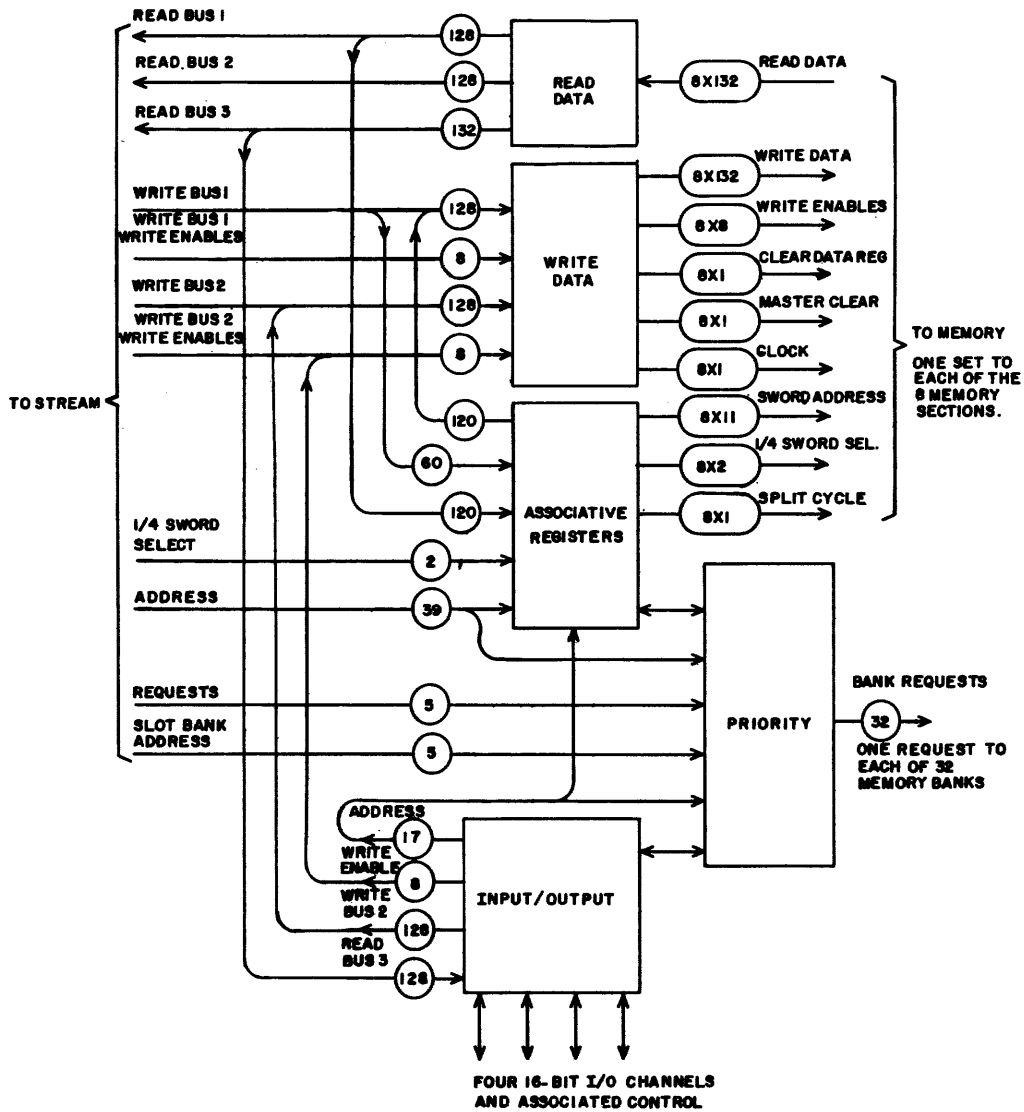 READ BUS 1
128
READ BUS 2
128
READ BUS 3
132
READ
DATA
8X132
READ DATA
WRITE BUS 1
128
WRITE BUS 1
WRITE ENABLES
8
WRITE BUS 2
128
WRITE BUS 2
WRITE ENABLES
8
WRITE
DATA
8X132
WRITE DATA
8X8
WRITE ENABLES
8X1
CLEAR DATA REG
8X1
MASTER CLEAR
8X1
CLOCK
TO STREAM
120
60
120
1/4 SWORD
SELECT
2
ADDRESS
39
ASSOCIATIVE
REGISTERS
8X11
SWORD ADDRESS
8X2
1/4 SWORD SEL.
8X1
SPLIT CYCLE
TO MEMORY
ONE SET TO
EACH OF THE
8 MEMORY
SECTIONS.
REQUESTS
5
SLOT BANK
ADDRESS
5
PRIORITY
BANK REQUESTS
32
ONE REQUEST TO
EACH OF 32
MEMORY BANKS
ADDRESS
17
WRITE
ENABLE
8
WRITE
BUS 2
128
READ
BUS 3
128
INPUT/OUTPUT
FOUR 16-BIT I/O CHANNELS
AND ASSOCIATED CONTROL